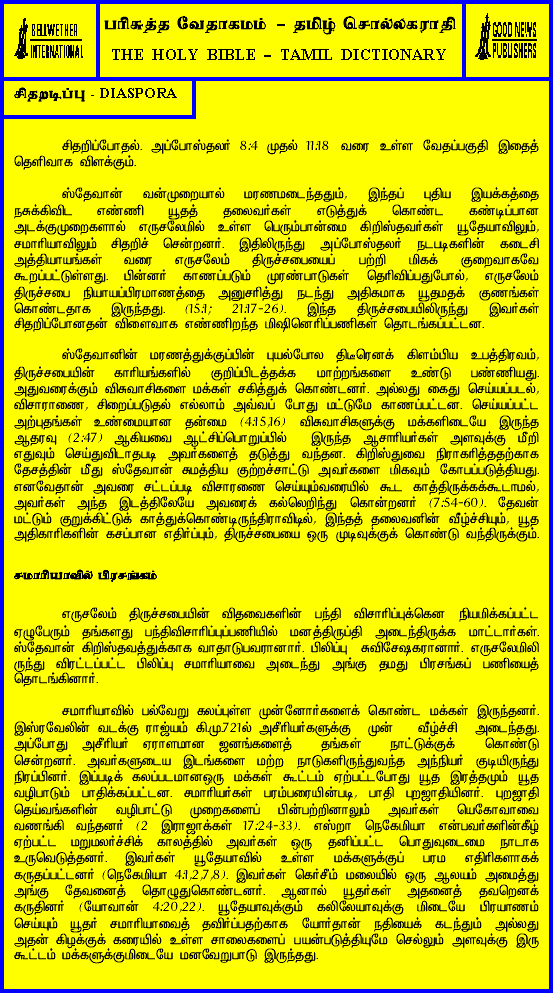 BELLWETHER
INTERNATIONAL
பரிசுத்த வேதாகமம் – தமிழ் சொல்லகராதி
THE HOLY BIBLE – TAMIL DICTIONARY
GOOD NEWS
PUBLISHERS
சிதறடிப்பு - DIASPORA
சிதறிப்போதல். அப்போஸ்தலர் 8:4 முதல் 11:18 வரை உள்ள வேதப்பகுதி இதைத்
தெளிவாக விளக்கும்.
ஸ்தேவான் வன்முறையால் மரணமடைந்ததும், இந்தப் புதிய இயக்கத்தை
நசுக்கிவிட எண்ணி யூதத் தலைவர்கள் எடுத்துக் கொண்ட கண்டிப்பான
அடக்குமுறைகளால் எருசலேமில் உள்ள பெரும்பான்மை கிறிஸ்தவர்கள் யூதேயாவிலும்,
சமாரியாவிலும் சிதறிச் சென்றனர். இதிலிருந்து அப்போஸ்தலர் நடபடிகளின் கடைசி
அத்தியாயங்கள் வரை எருசலேம் திருச்சபையைப் பற்றி மிகக் குறைவாகவே
கூறப்பட்டுள்ளது. பின்னர் காணப்படும் முரண்பாடுகள் தெரிவிப்பதுபோல், எருசலேம்
திருச்சபை நியாயப்பிரமாணத்தை அனுசரித்து நடந்து அதிகமாக யூதமதக் குணங்கள்
கொண்டதாக இருந்தது. (15:1; 21:17-26). இந்த திருச்சபையிலிருந்து இவர்கள்
சிதறிப்போனதன் விளைவாக எண்ணிறந்த மிஷினெரிப்பணிகள் தொடங்கப்பட்டன.
ஸ்தேவானின் மரணத்துக்குப்பின் புயல்போல திடீரெனக் கிளம்பிய உபத்திரவம்,
திருச்சபையின் காரியங்களில் குறிப்பிடத்தக்க மாற்றங்களை உண்டு பண்ணியது.
அதுவரைக்கும் விசுவாசிகளை மக்கள் சகித்துக் கொண்டனர். அல்லது கைது செய்யப்படல்,
விசாராணை, சிறைப்படுதல் எல்லாம் அவ்வப் போது மட்டுமே காணப்பட்டன. செய்யப்பட்ட
அற்புதங்கள் உண்மையான தன்மை (4:15,16) விசுவாசிகளுக்கு மக்களிடையே இருந்த
ஆதரவு (2:47) ஆகியவை ஆட்சிப்பொறுப்பில் இருந்த ஆசாரியர்கள் அளவுக்கு மீறி
எதுவும் செய்துவிடாதபடி அவர்களைத் தடுத்து வந்தன. கிறிஸ்துவை நிராகரித்ததற்காக
தேசத்தின் மீது ஸ்தேவான் சுமத்திய குற்றச்சாட்டு அவர்களை மிகவும் கோபப்படுத்தியது.
எனவேதான் அவரை சட்டப்படி விசாரணை செய்யும்வரையில் கூட காத்திருக்கக்கூடாமல்,
அவர்கள் அந்த இடத்திலேயே அவரைக் கல்லெறிந்து கொன்றனர் (7:54-60). தேவன்
மட்டும் குறுக்கிட்டுக் காத்துக்கொண்டிருந்திராவிடில், இந்தத் தலைவனின் வீழ்ச்சியும், யூத
அதிகாரிகளின் கசப்பான எதிர்ப்பும், திருச்சபையை ஒரு முடிவுக்குக் கொண்டு வந்திருக்கும்.
சமாரியாவில் பிரசங்கம்
எருசலேம் திருச்சபையின் விதவைகளின் பந்தி விசாரிப்புக்கென நியமிக்கப்பட்ட
ஏழுபேரும் தங்களது பந்திவிசாரிப்புப்பணியில் மனத்திருப்தி அடைந்திருக்க மாட்டார்கள்.
ஸ்தேவான் கிறிஸ்தவத்துக்காக வாதாடுபவரானார். பிலிப்பு சுவிசேஷகரானார். எருசலேமிலி
ருந்து விரட்டப்பட்ட பிலிப்பு சமாரியாவை அடைந்து அங்கு தமது பிரசங்கப் பணியைத்
தொடங்கினார்.
சமாரியாவில் பல்வேறு கலப்புள்ள முன்னோர்களைக் கொண்ட மக்கள் இருந்தனர்.
இஸ்ரவேலின் வடக்கு ராஜ்யம் கி.மு.721ல் அசீரியர்களுக்கு முன் வீழ்ச்சி அடைந்தது.
அப்போது அசீரியர் ஏராளமான ஜனங்களைத் தங்கள் நாட்டுக்குக் கொண்டு
சென்றனர். அவர்களுடைய இடங்களை மற்ற நாடுகளிருந்துவந்த அந்நியர் குடியிருந்து
நிரப்பினர். இப்படிக் கலப்படமானஒரு மக்கள் கூட்டம் ஏற்பட்டபோது யூத இரத்தமும் யூத
வழிபாடும் பாதிக்கப்பட்டன. சமாரியர்கள் பரம்பரையின்படி, பாதி புறஜாதியினர். புறஜாதி
தெய்வங்களின் வழிபாட்டு முறைகளைப் பின்பற்றினாலும் அவர்கள் யெகோவாவை
வணங்கி வந்தனர் (2 இராஜாக்கள் 17:24-33). எஸ்றா நெகேமியா என்பவர்களின்கீழ்
ஏற்பட்ட மறுமலர்ச்சிக் காலத்தில் அவர்கள் ஒரு தனிப்பட்ட பொதுவுடைமை நாடாக
உருவெடுத்தனர். இவர்கள் யூதேயாவில் உள்ள மக்களுக்குப் பரம எதிரிகளாகக்
கருதப்பட்டனர் (நெகேமியா 4:1,2,7,8). இவர்கள் கெர்சீம் மலையில் ஒரு ஆலயம் அமைத்து
அங்கு தேவனைத் தொழுதுகொண்டனர். ஆனால் யூதர்கள் அதனைத் தவறெனக்
கருதினர் (யோவான் 4:20,22). யூதேயாவுக்கும் கலிலேயாவுக்கு மிடையே பிரயாணம்
செய்யும் யூதர் சமாரியாவைத் தவிர்ப்பதற்காக யோர்தான் நதியைக் கடந்தும் அல்லது
அதன் கிழக்குக் கரையில் உள்ள சாலைகளைப் பயன்படுத்தியுமே செல்லும் அளவுக்கு இரு
கூட்டம் மக்களுக்குமிடையே மனவேறுபாடு இருந்தது.